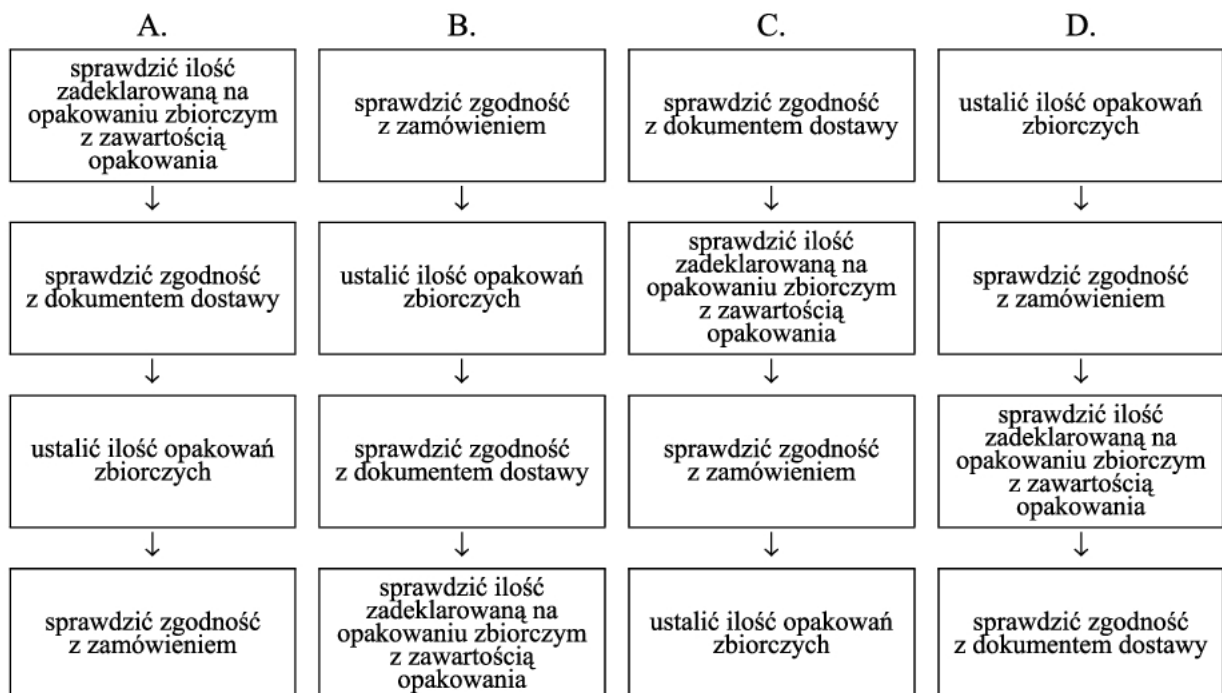 A.
B.
C.
D.
sprawdzić ilość
zadeklarowaną na
opakowaniu zbiorczym
z zawartością
opakowania
sprawdzić zgodność
z zamówieniem
sprawdzić zgodność
z dokumentem dostawy
ustalić ilość opakowań
zbiorczych
↓
↓
↓
↓
sprawdzić zgodność
z dokumentem dostawy
ustalić ilość opakowań
zbiorczych
sprawdzić ilość
zadeklarowaną na
opakowaniu zbiorczym
z zawartością
opakowania
sprawdzić zgodność
z zamówieniem
↓
↓
↓
↓
ustalić ilość opakowań
zbiorczych
sprawdzić zgodność
z dokumentem dostawy
sprawdzić zgodność
z zamówieniem
sprawdzić ilość
zadeklarowaną na
opakowaniu zbiorczym
z zawartością
opakowania
↓
↓
↓
↓
sprawdzić zgodność
z zamówieniem
sprawdzić ilość
zadeklarowaną na
opakowaniu zbiorczym
z zawartością
opakowania
ustalić ilość opakowań
zbiorczych
sprawdzić zgodność
z dokumentem dostawy